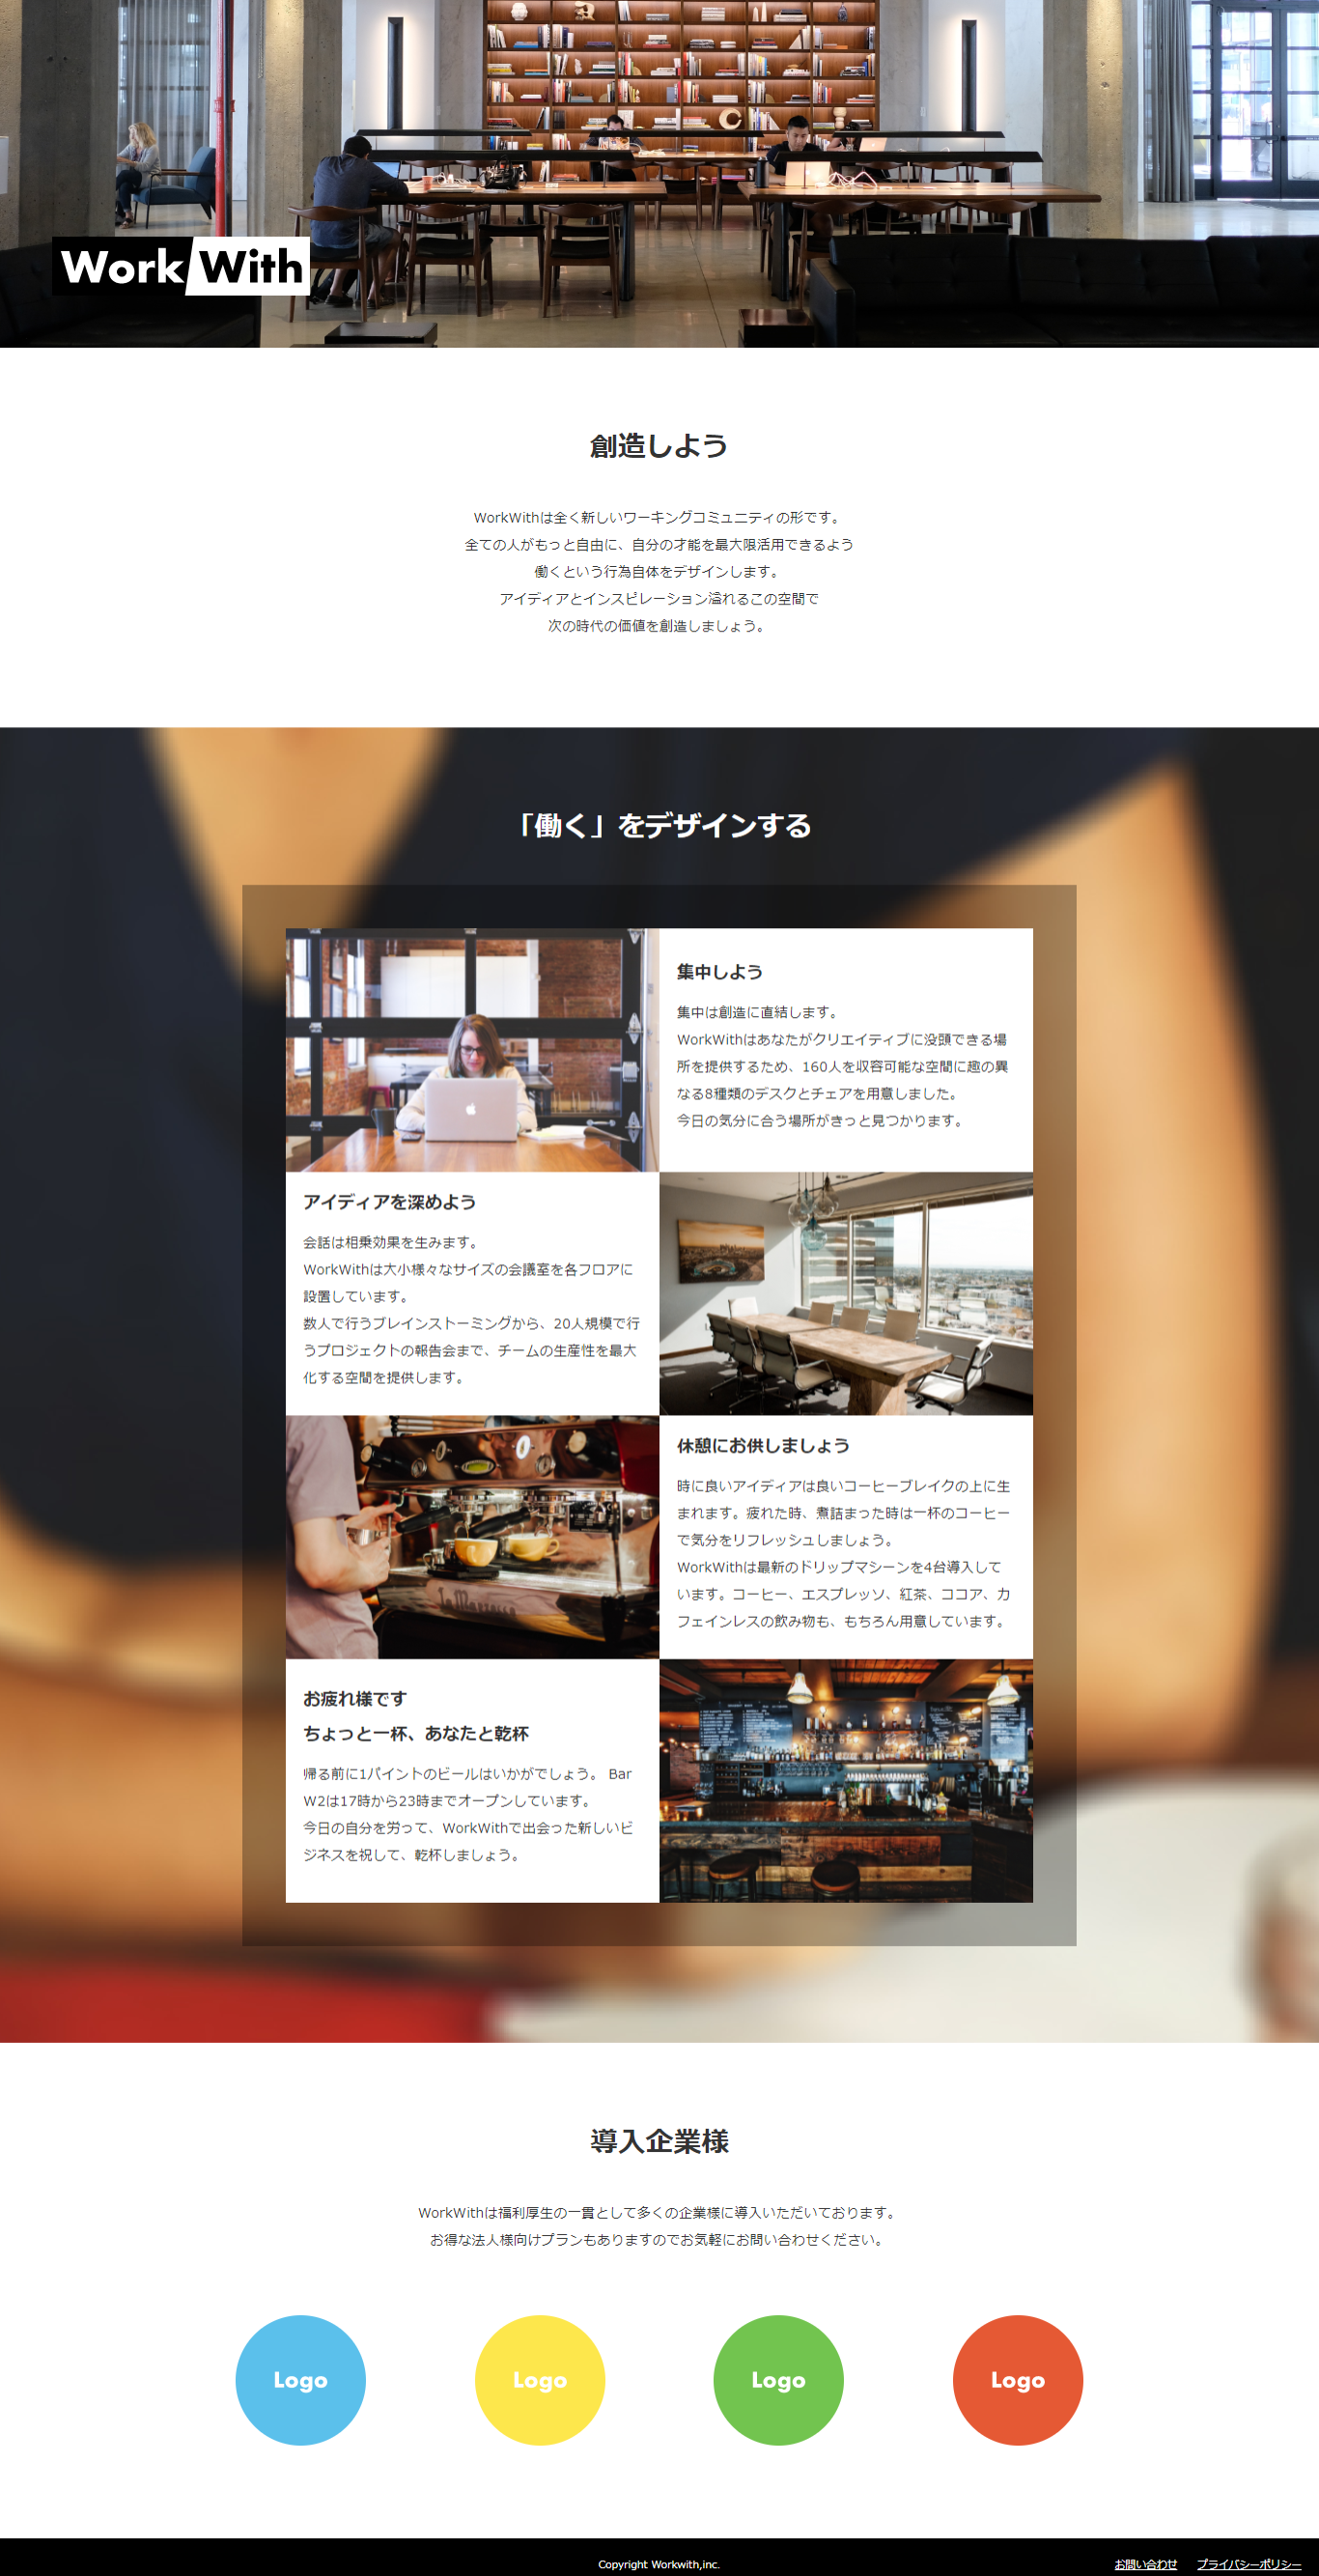 Work With
創造しよう
WorkWithは全く新しいワーキングコミュニティの形です。
全ての人がもっと自由に、自分の才能を最大限活用できるよう
働くという行為自体をデザインします。
アイディアとインスピレーション溢れるこの空間で
次の時代の価値を創造しましょう。
「働く」をデザインする
集中しよう
集中は創造に直結します。
WorkWithはあなたがクリエイティブに没頭できる場
所を提供するため、160人を収容可能な空間に趣の異
なる8種類のデスクとチェアを用意しました。
今日の気分に合う場所がきっと見つかります。
アイディアを深めよう
会話は相乗効果を生みます。
WorkWithは大小様々なサイズの会議室を各フロアに
設置しています。
数人で行うブレインストーミングから、20人規模で行
うプロジェクトの報告会まで、チームの生産性を最大
化する空間を提供します。
休憩にお供しましょう
時に良いアイディアは良いコーヒーブレイクの上に生
まれます。疲れた時、煮詰まった時は一杯のコーヒー
で気分をリフレッシュしましょう。
WorkWithは最新のドリップマシーンを4台導入して
います。コーヒー、エスプレッソ、紅茶、ココア、カ
フェインレスの飲み物も、もちろん用意しています。
お疲れ様です
ちょっと一杯、あなたと乾杯
帰る前に1パイントのビールはいかがでしょう。 Bar
W2は17時から23時までオープンしています。
今日の自分を労って、WorkWithで出会った新しいビ
ジネスを祝して、乾杯しましょう。
導入企業様
WorkWithは福利厚生の一貫として多くの企業様に導入いただいております。
お得な法人様向けプランもありますのでお気軽にお問い合わせください。
Logo
Logo
Logo
Logo
Copyright Workwith,inc.
お問い合わせ
プライバシーポリシー